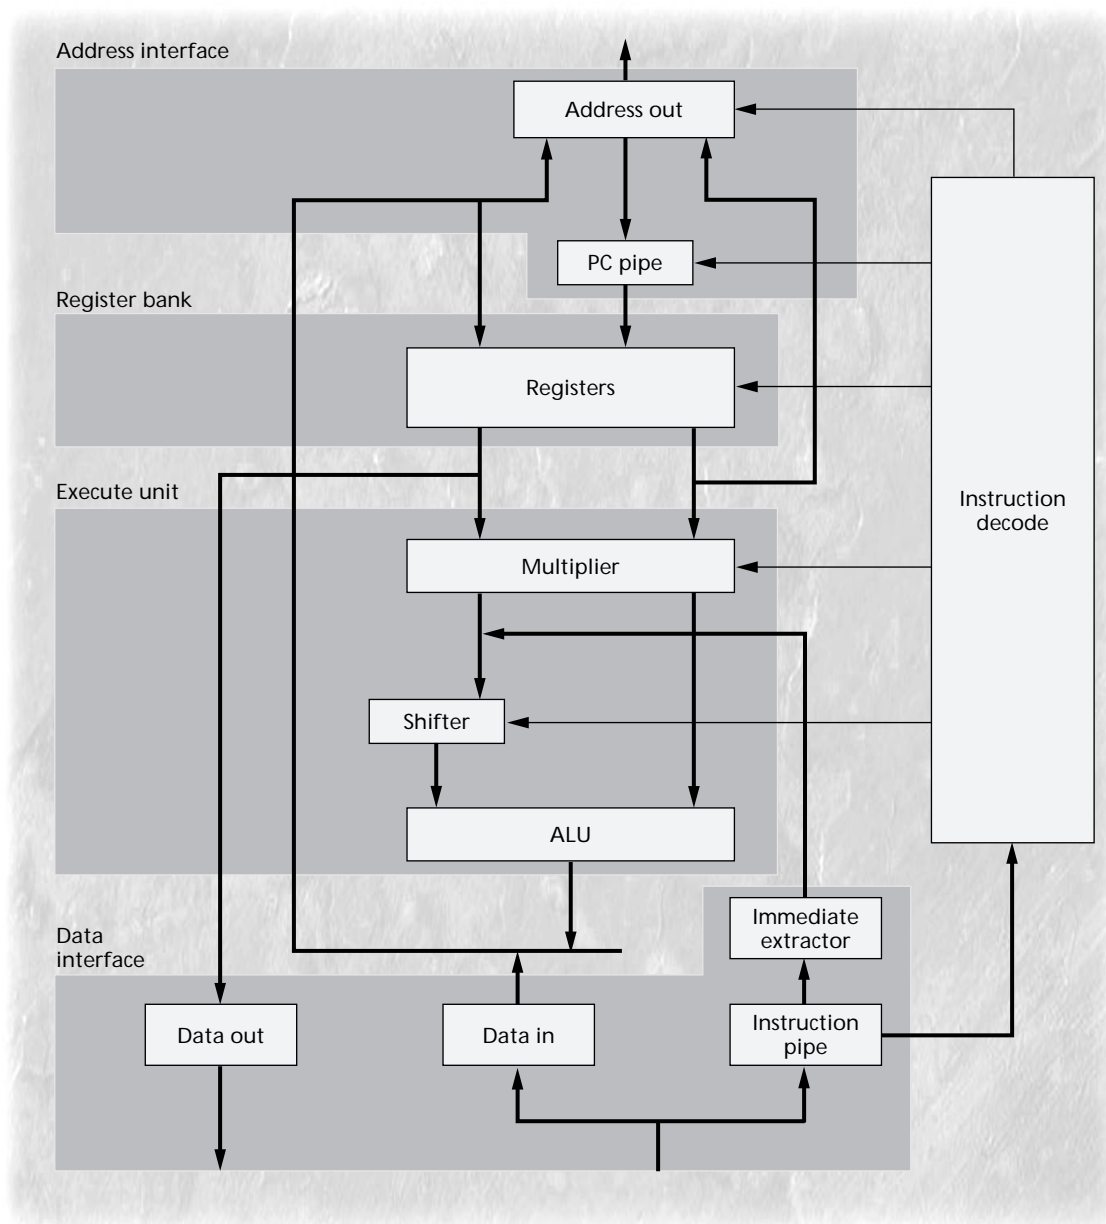 Address interface
Address out
PC pipe
Register bank
Registers
Execute unit
Instruction
decode
Multiplier
Shifter
ALU
Immediate
extractor
Data
interface
Data out
Data in
Instruction
pipe